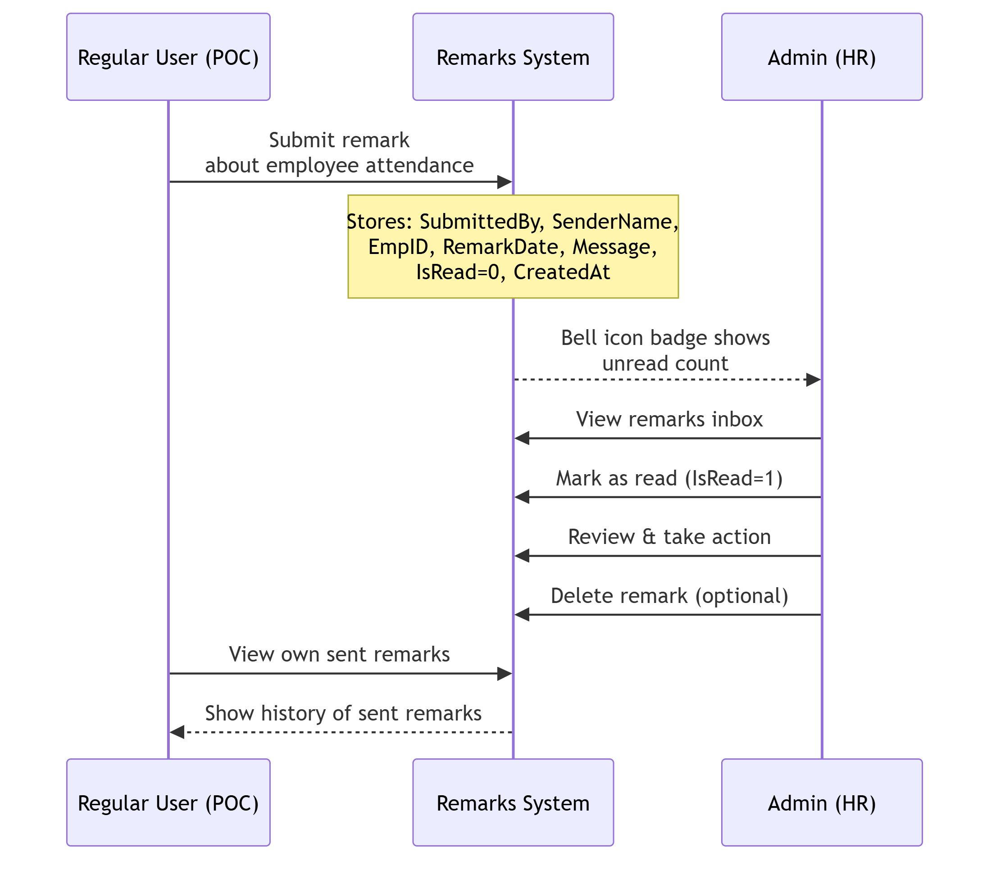 Regular User (POC)
Remarks System
Admin (HR)
Submit remark
about employee attendance
Stores: SubmittedBy, SenderName,
EmpID, RemarkDate, Message,
IsRead=0, CreatedAt
Bell icon badge shows
unread count
View remarks inbox
Mark as read (IsRead=1)
Review & take action
Delete remark (optional)
View own sent remarks
Show history of sent remarks
Regular User (POC)
Remarks System
Admin (HR)